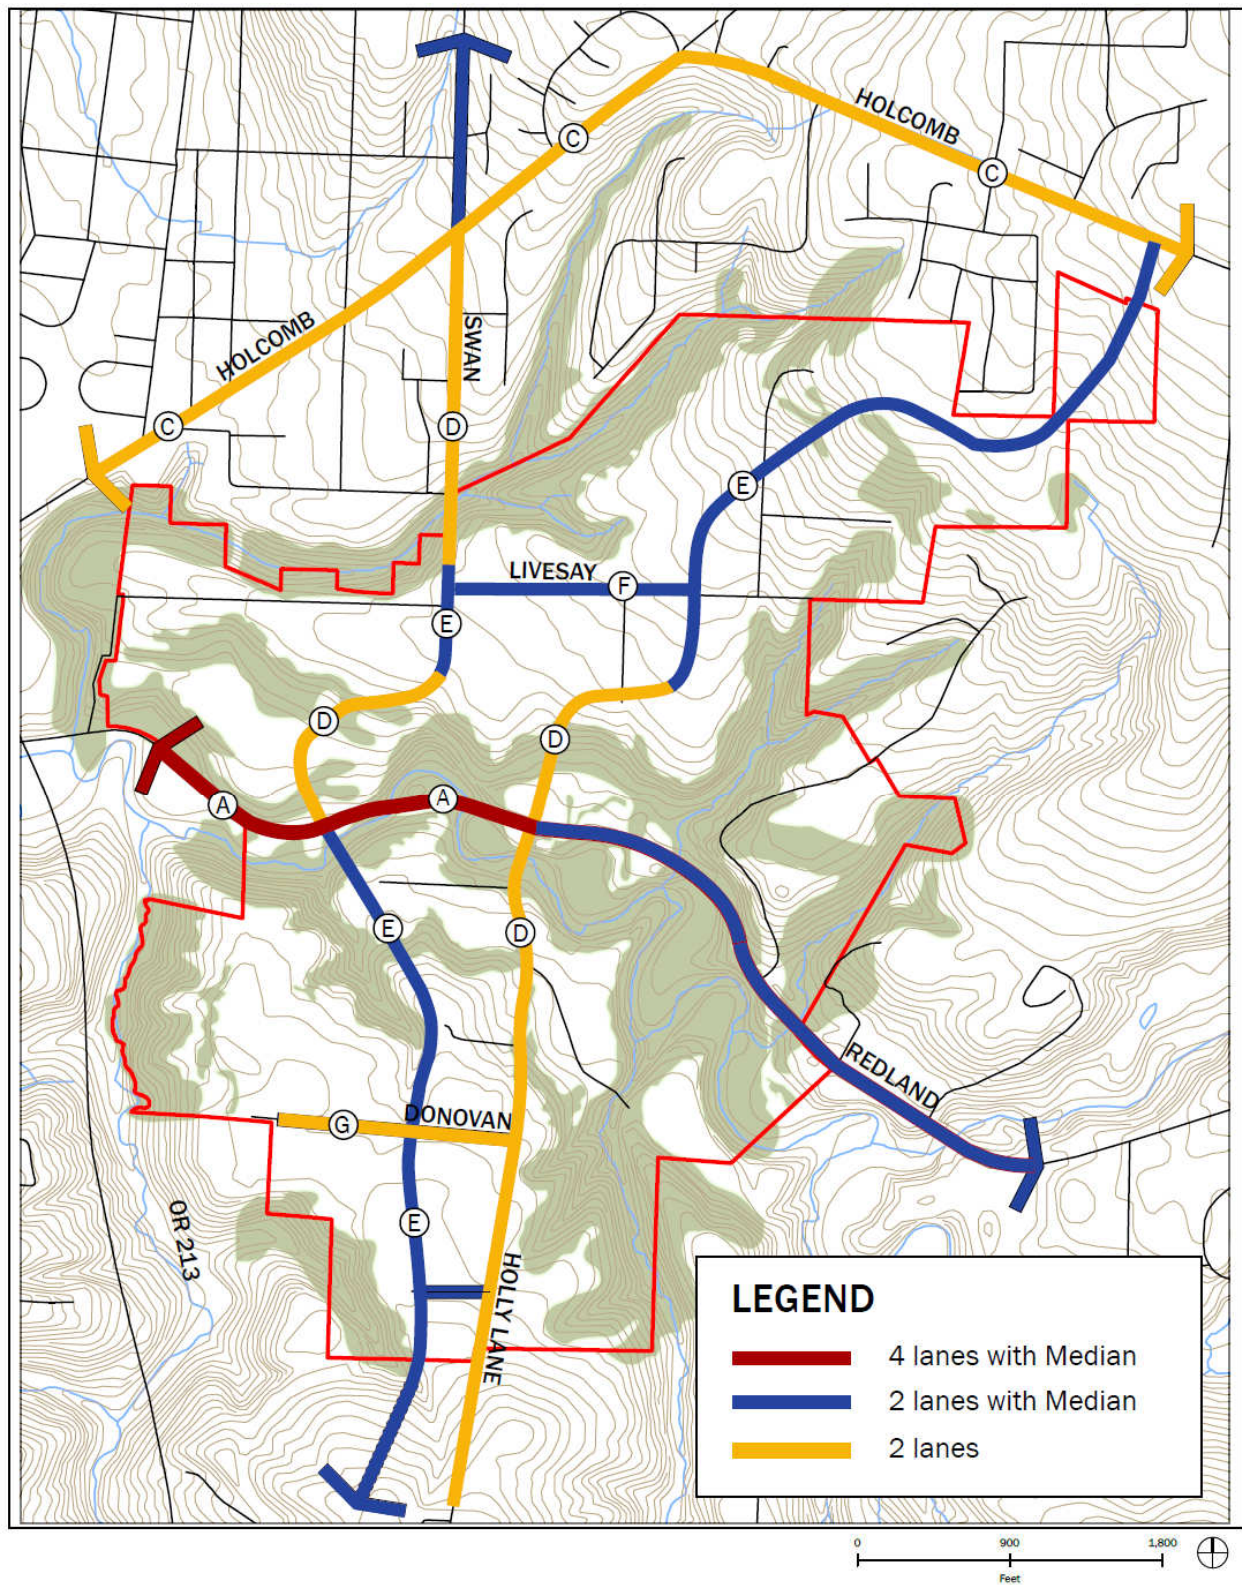 HOLCOMB
C
C
HOLCOMB
SWAN
C
D
E
LIVESAY
F
E
D
D
A
A
E
D
REDLAND
DONOVAN
G
OR 213
E
HOLLY LANE
LEGEND
4 lanes with Median
2 lanes with Median
2 lanes
0 900 1,800
Feet